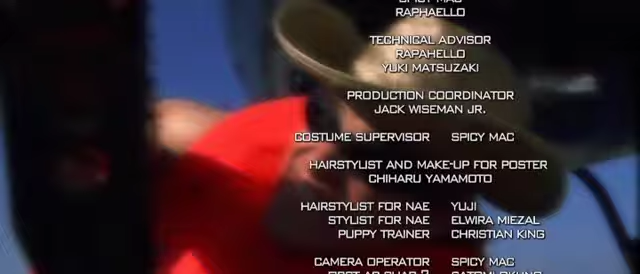 SPICY MAC
RAPHAELLO
TECHNICAL ADVISOR
RAPAHELLO
YUKI MATSUZAKI
PRODUCTION COORDINATOR
JACK WISEMAN JR.
COSTUME SUPERVISOR SPICY MAC
HAIRSTYLIST AND MAKE-UP FOR POSTER
CHIHARU YAMAMOTO
HAIRSTYLIST FOR NAE YUJI
STYLIST FOR NAE ELWIRA MIEZAL
PUPPY TRAINER CHRISTIAN KING
CAMERA OPERATOR SPICY MAC